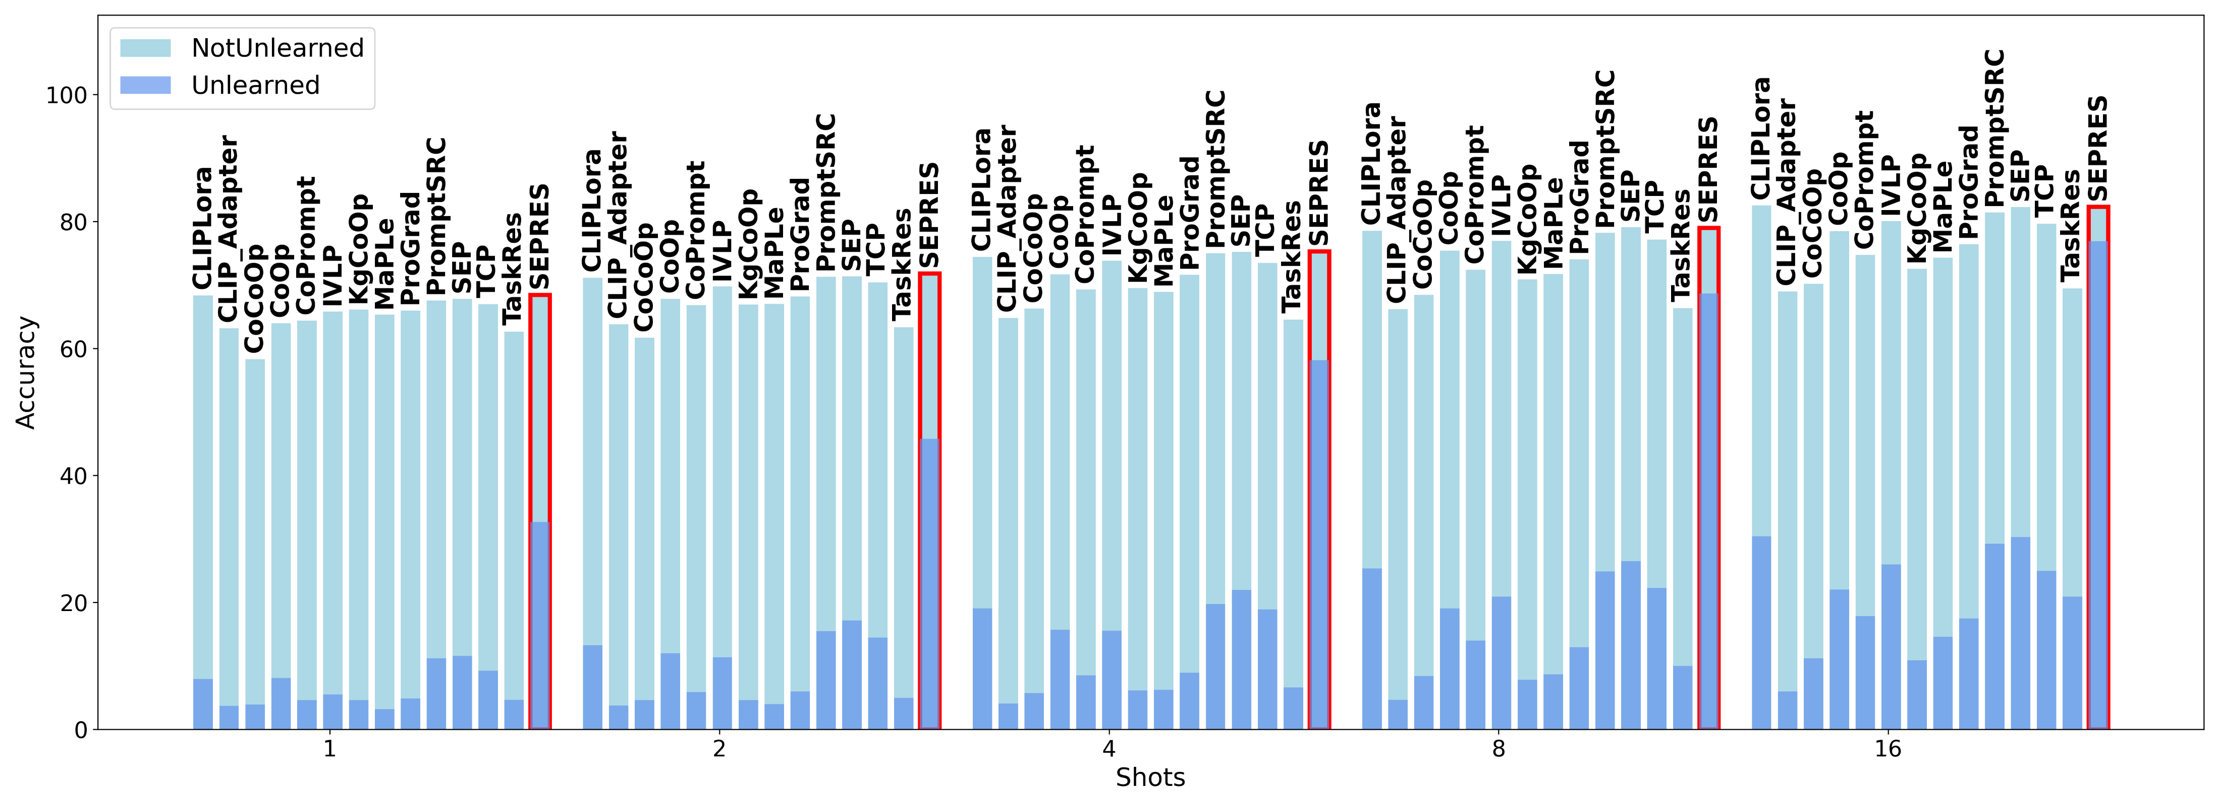 NotUnlearned
Unlearned
Accuracy
100
80
60
40
20
0
CLIPLora
CLIP_Adapter
CoCoOp
CoOp
CoPrompt
IVLP
KgCoOp
MaPLe
ProGrad
PromptSRC
SEP
TCP
TaskRes
SEPRES
CLIPLora
CLIP_Adapter
CoCoOp
CoOp
CoPrompt
IVLP
KgCoOp
MaPLe
ProGrad
PromptSRC
SEP
TCP
TaskRes
SEPRES
CLIPLora
CLIP_Adapter
CoCoOp
CoOp
CoPrompt
IVLP
KgCoOp
MaPLe
ProGrad
PromptSRC
SEP
TCP
TaskRes
SEPRES
CLIPLora
CLIP_Adapter
CoCoOp
CoOp
CoPrompt
IVLP
KgCoOp
MaPLe
ProGrad
PromptSRC
SEP
TCP
TaskRes
SEPRES
CLIPLora
CLIP_Adapter
CoCoOp
CoOp
CoPrompt
IVLP
KgCoOp
MaPLe
ProGrad
PromptSRC
SEP
TCP
TaskRes
SEPRES
1
2
4
8
16
Shots